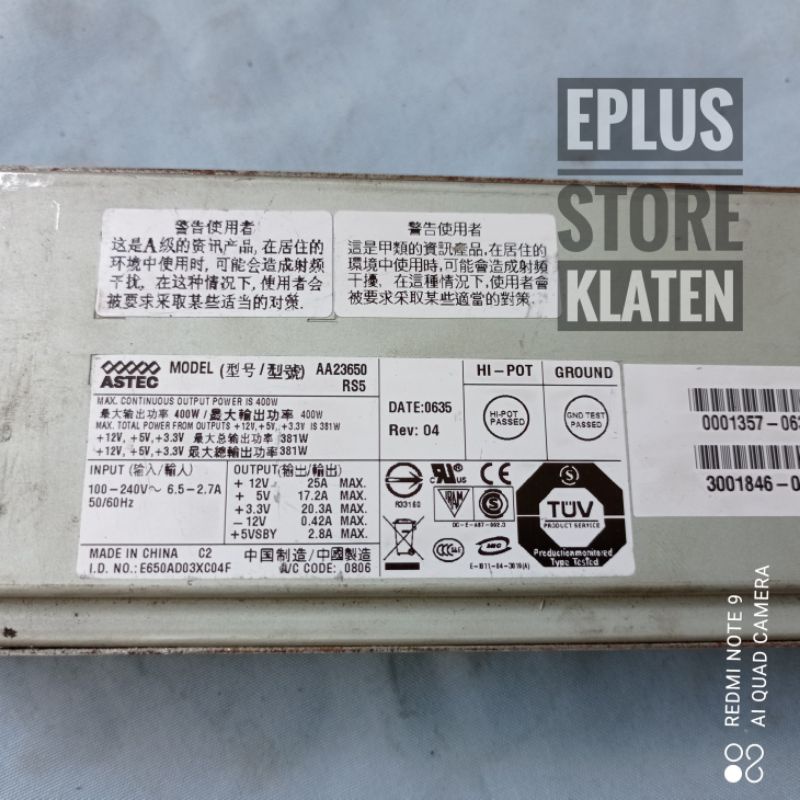 EPLUS
STORE
KLATEN
警告使用者
这是A级的资讯产品, 在居住的
环境中使用时, 可能会造成射频
干扰, 在这种情况下, 使用者会
被要求采取某些适当的对策.
警告使用者
這是甲類的資訊產品, 在居住的
環境中使用時, 可能會造成射頻
干擾, 在這種情況下, 使用者會
被要求采取某些適當的對策.
ASTEC
MODEL (型号/型號) AA23650
RS5
MAX. CONTINUOUS OUTPUT POWER IS 400W
最大输出功率 400W / 最大輸出功率 400W
MAX. TOTAL POWER FROM OUTPUTS +12V,+5V,+3.3V IS 381W
+12V, +5V,+3.3V 最大总输出功率 381W
+12V, +5V,+3.3V 最大總輸出功率 381W
DATE:0635
Rev: 04
HI-POT
GROUND
HI-POT
PASSED
GND TEST
PASSED
INPUT (输入/輸入)
100-240V~ 6.5-2.7A
50/60Hz
OUTPUT(输出/輸出)
+ 12V 25A MAX.
+ 5V 17.2A MAX.
+3.3V 20.3A MAX.
-12V 0.42A MAX.
+5VSBY 2.8A MAX.
MADE IN CHINA C2
I.D. NO.: E650AD03XC04F
中国制造/中國製造
A/C CODE: 0806
R33160
c RU US
CE
S
TÜV
PRODUCT SERVICE
Production monitored
Type Tested
CCC
MIC
0001357-063
3001846-0
REDMI NOTE 9
AI QUAD CAMERA